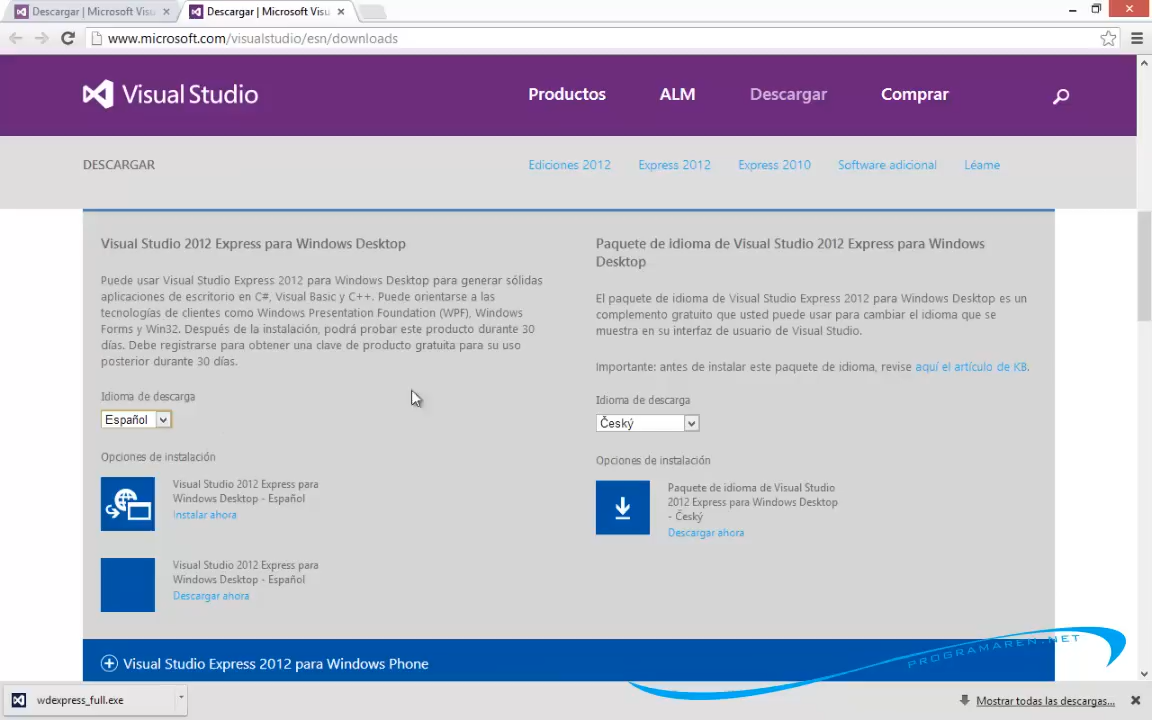 Descargar | Microsoft Visu
Descargar | Microsoft Visu
www.microsoft.com/visualstudio/esn/downloads
Visual Studio
Productos
ALM
Descargar
Comprar
DESCARGAR
Ediciones 2012
Express 2012
Express 2010
Software adicional
Léame
Visual Studio 2012 Express para Windows Desktop
Puede usar Visual Studio Express 2012 para Windows Desktop para generar sólidas
aplicaciones de escritorio en C#, Visual Basic y C++. Puede orientarse a las
tecnologías de clientes como Windows Presentation Foundation (WPF), Windows
Forms y Win32. Después de la instalación, podrá probar este producto durante 30
días. Debe registrarse para obtener una clave de producto gratuita para su uso
posterior durante 30 días.
Idioma de descarga
Español
Opciones de instalación
Visual Studio 2012 Express para
Windows Desktop - Español
Instalar ahora
Visual Studio 2012 Express para
Windows Desktop - Español
Descargar ahora
Paquete de idioma de Visual Studio 2012 Express para Windows
Desktop
El paquete de idioma de Visual Studio Express 2012 para Windows Desktop es un
complemento gratuito que usted puede usar para cambiar el idioma que se
muestra en su interfaz de usuario de Visual Studio.
Importante: antes de instalar este paquete de idioma, revise aquí el artículo de KB.
Idioma de descarga
Český
Opciones de instalación
Paquete de idioma de Visual Studio
2012 Express para Windows Desktop
- Český
Descargar ahora
Visual Studio Express 2012 para Windows Phone
PROGRAMAREN.NET
wdexpress_full.exe
Mostrar todas las descargas...